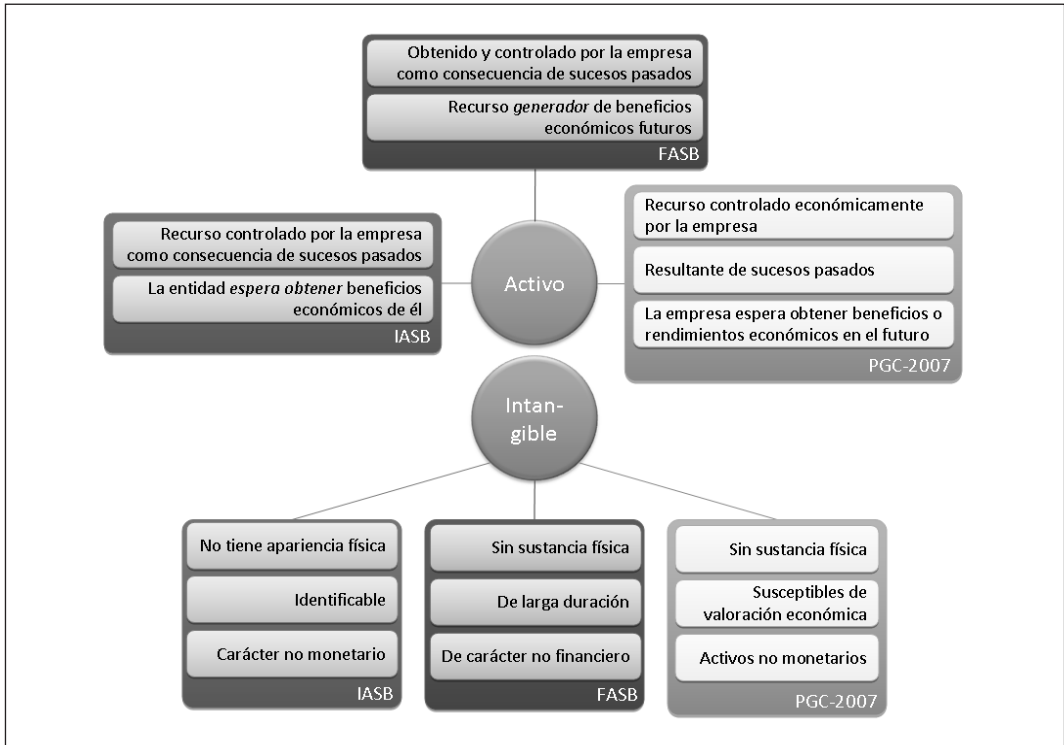 Obtenido y controlado por la empresa
como consecuencia de sucesos pasados
Recurso generador de beneficios
económicos futuros
FASB
Recurso controlado por la empresa
como consecuencia de sucesos pasados
La entidad espera obtener beneficios
económicos de él
IASB
Activo
Recurso controlado económicamente
por la empresa
Resultante de sucesos pasados
La empresa espera obtener beneficios o
rendimientos económicos en el futuro
PGC-2007
Intan-
gible
No tiene apariencia física
Identificable
Carácter no monetario
IASB
Sin sustancia física
De larga duración
De carácter no financiero
FASB
Sin sustancia física
Susceptibles de
valoración económica
Activos no monetarios
PGC-2007